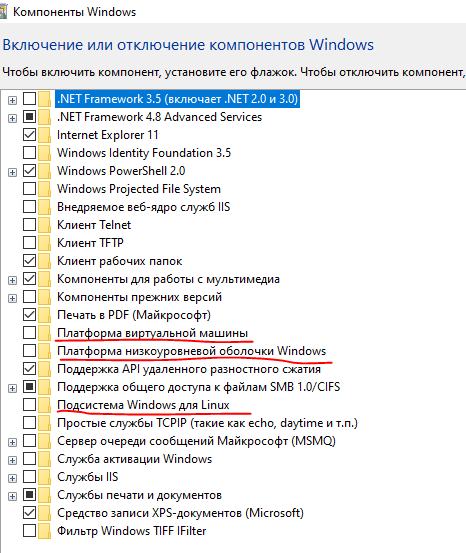 Компоненты Windows
Включение или отключение компонентов Windows
Чтобы включить компонент, установите его флажок. Чтобы отключить компонент,
.NET Framework 3.5 (включает .NET 2.0 и 3.0)
.NET Framework 4.8 Advanced Services
Internet Explorer 11
Windows Identity Foundation 3.5
Windows PowerShell 2.0
Windows Projected File System
Внедряемое веб-ядро служб IIS
Клиент Telnet
Клиент TFTP
Клиент рабочих папок
Компоненты для работы с мультимедиа
Компоненты прежних версий
Печать в PDF (Майкрософт)
Платформа виртуальной машины
Платформа низкоуровневой оболочки Windows
Поддержка API удаленного разностного сжатия
Поддержка общего доступа к файлам SMB 1.0/CIFS
Подсистема Windows для Linux
Простые службы TCPIP (такие как echo, daytime и т.п.)
Сервер очереди сообщений Майкрософт (MSMQ)
Служба активации Windows
Службы IIS
Службы печати и документов
Средство записи XPS-документов (Microsoft)
Фильтр Windows TIFF IFilter